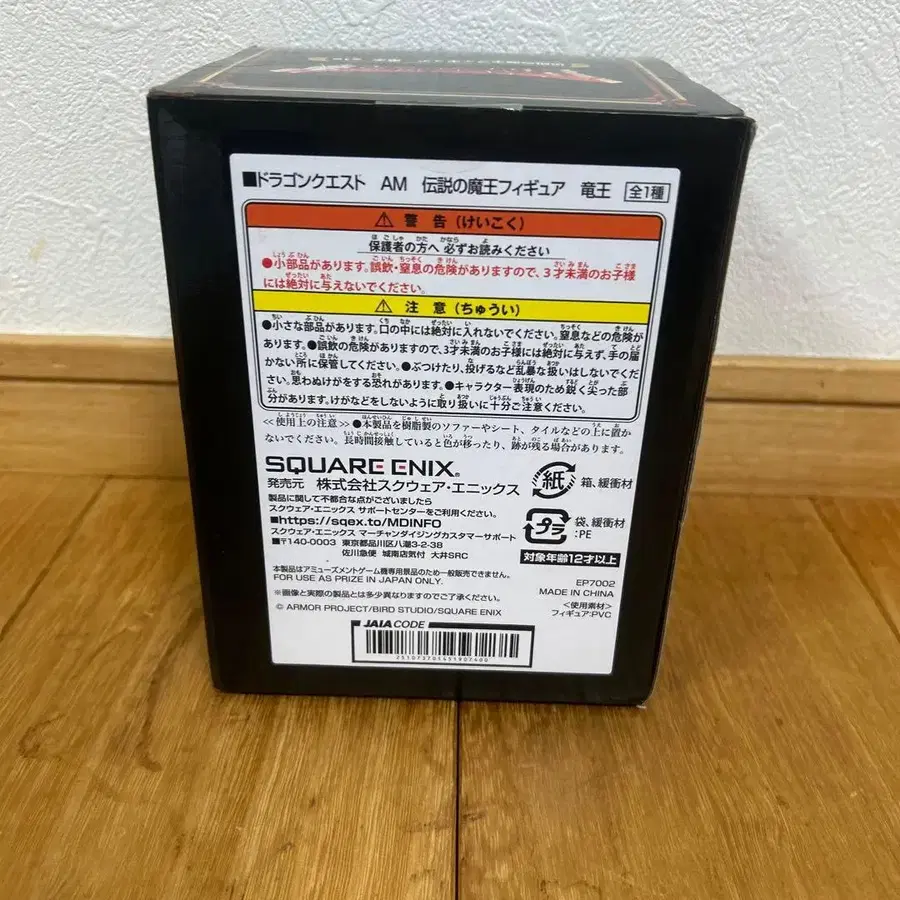 ■ドラゴンクエスト AM 伝説の魔王フィギュア 竜王 全1種
⚠ 警告(けいこく)
保護者の方へ 必ずお読みください
●小部品があります。誤飲・窒息の危険がありますので、3才未満のお子様
には絶対に与えないでください。
⚠ 注意(ちゅうい)
●小さな部品があります。口の中には絶対に入れないでください。窒息などの危険が
あります。●誤飲の危険がありますので、3才未満のお子様には絶対に与えず、手の届
かない所に保管してください。●ぶつけたり、投げるなど乱暴な扱いはしないでくだ
さい。思わぬけがをする恐れがあります。●キャラクター表現のため鋭く尖った部
分があります。けがなどをしないように取り扱いに十分ご注意ください。
≪使用上の注意≫ ●本製品を樹脂製のソファーやシート、タイルなどの上に置か
ないでください。長時間接触していると色が移ったり、跡が残る場合があります。
SQUARE ENIX®
発売元 株式会社スクウェア・エニックス
製品に関して不都合な点がございましたら
スクウェア・エニックス サポートセンターをご利用ください。
■https://sqex.to/MDINFO
スクウェア・エニックス マーチャンダイジングカスタマーサポート
■〒140-0003 東京都品川区八潮3-2-38
佐川急便 城南店気付 大井SRC
紙 箱、緩衝材
プラ 袋、緩衝材
:PE
対象年齢12才以上
本製品はアミューズメントゲーム機専用景品のため一般販売できません。
FOR USE AS PRIZE IN JAPAN ONLY.
※画像と実際の製品とは多少異なりますのでご了承ください。
© ARMOR PROJECT/BIRD STUDIO/SQUARE ENIX
EP7002
MADE IN CHINA
<使用素材>
フィギュア:PVC
JAIA CODE